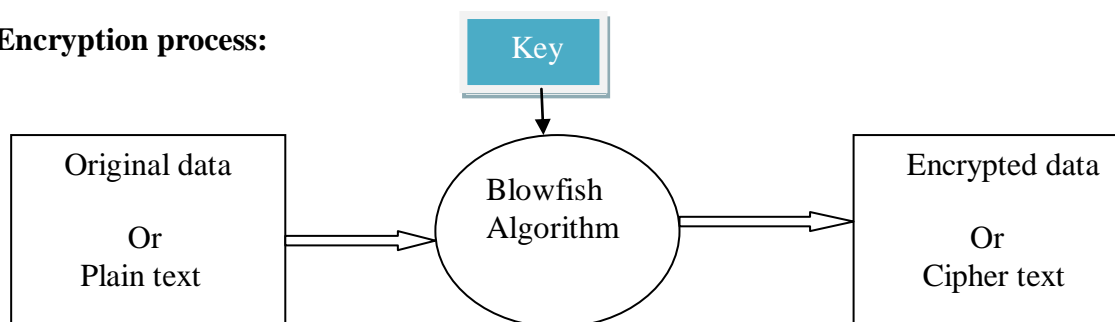 Encryption process:
Key
Original data
Or
Plain text
Blowfish
Algorithm
Encrypted data
Or
Cipher text